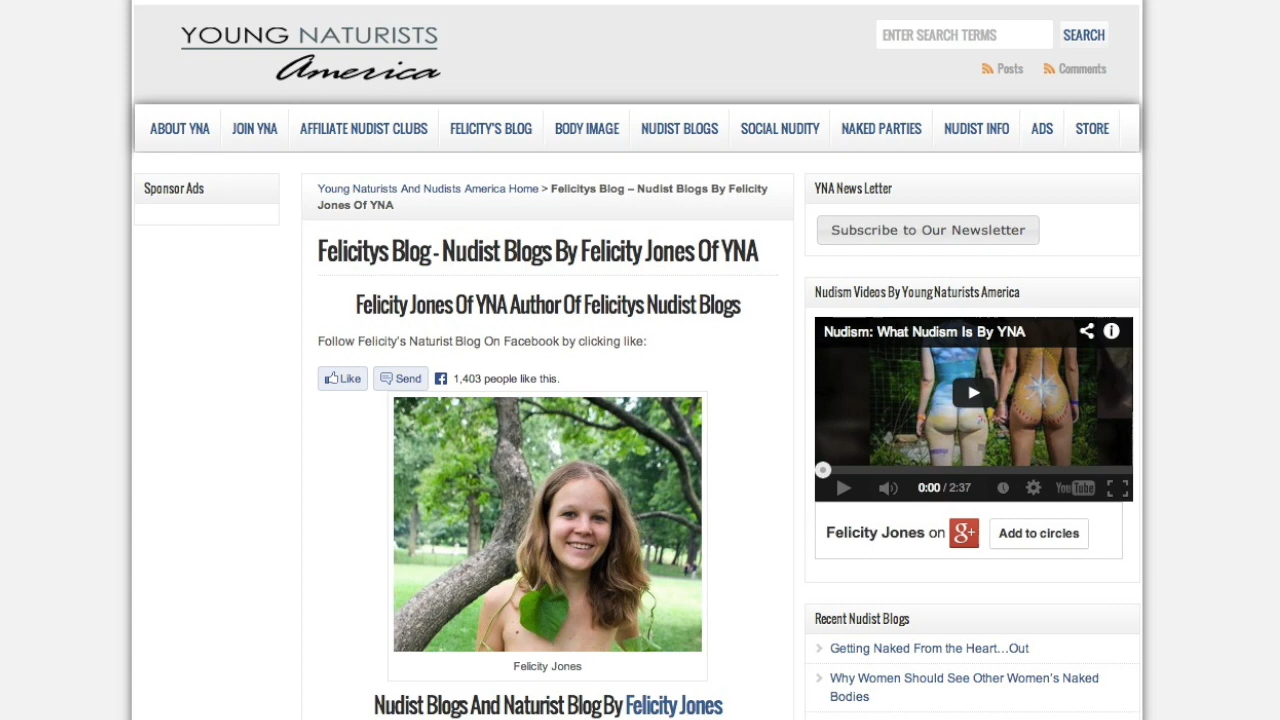 YOUNG NATURISTS
America
ENTER SEARCH TERMS
SEARCH
Posts
Comments
ABOUT YNA
JOIN YNA
AFFILIATE NUDIST CLUBS
FELICITY'S BLOG
BODY IMAGE
NUDIST BLOGS
SOCIAL NUDITY
NAKED PARTIES
NUDIST INFO
ADS
STORE
Sponsor Ads
Young Naturists And Nudists America Home > Felicitys Blog – Nudist Blogs By Felicity
Jones Of YNA
Felicitys Blog - Nudist Blogs By Felicity Jones Of YNA
Felicity Jones Of YNA Author Of Felicitys Nudist Blogs
Follow Felicity's Naturist Blog On Facebook by clicking like:
Like
Send
1,403 people like this.
Felicity Jones
Nudist Blogs And Naturist Blog By Felicity Jones
YNA News Letter
Subscribe to Our Newsletter
Nudism Videos By Young Naturists America
Nudism: What Nudism Is By YNA
0:00 / 2:37
YouTube
Felicity Jones on g+
Add to circles
Recent Nudist Blogs
Getting Naked From the Heart…Out
Why Women Should See Other Women's Naked
Bodies